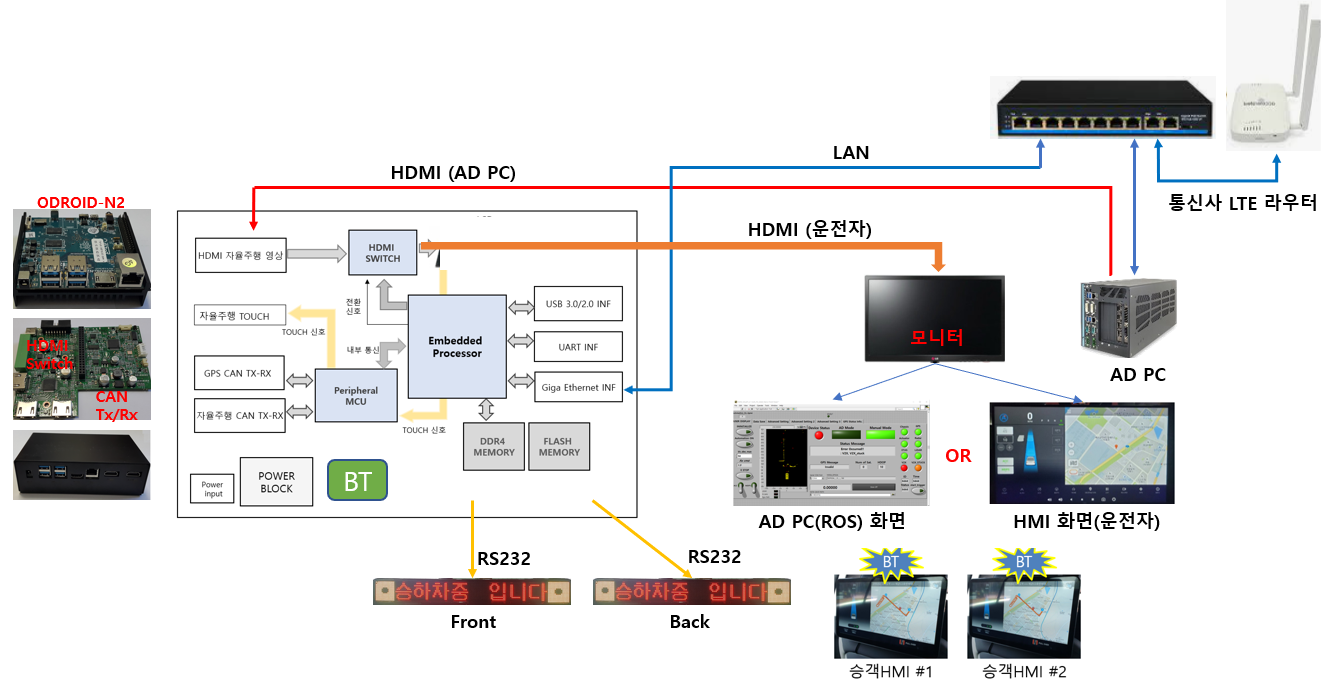 LAN
HDMI (AD PC)
통신사 LTE 라우터
ODROID-N2
HDMI (운전자)
HDMI 자율주행 영상
HDMI
SWITCH
전환
신호
USB 3.0/2.0 INF
자율주행 TOUCH
TOUCH 신호
내부 통신
Embedded
Processor
UART INF
모니터
HDMI
Switch
GPS CAN TX-RX
Peripheral
MCU
Giga Ethernet INF
AD PC
CAN
Tx/Rx
자율주행 CAN TX-RX
TOUCH 신호
DDR4
MEMORY
FLASH
MEMORY
AD Mode
Manual Mode
Status Message
OR
Power
input
POWER
BLOCK
BT
AD PC(ROS) 화면
HMI 화면(운전자)
RS232
RS232
BT
BT
승하차중 입니다
승하차중 입니다
Front
Back
승객HMI #1
승객HMI #2